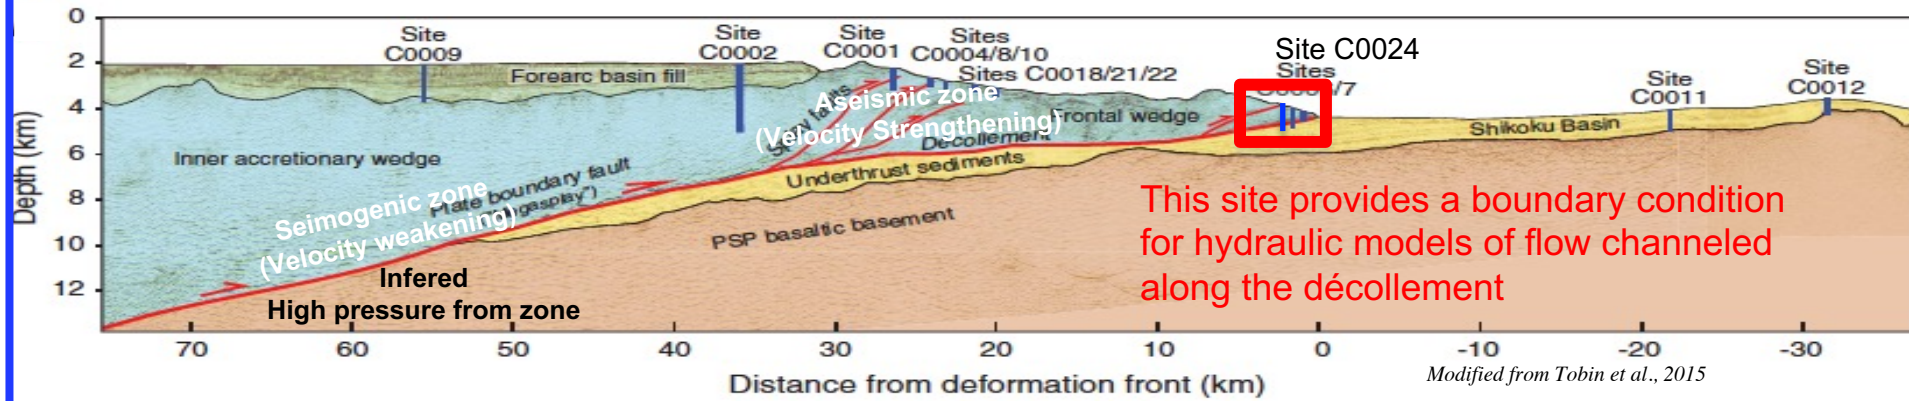 0
2
4
6
8
10
12
Depth (km)
Site
C0009
Site
C0002
Site
C0001
Sites
C0004/8/10
Sites C0018/21/22
Site C0024
Sites
/7
Site
C0011
Site
C0012
Forearc basin fill
Aseismic zone
(Velocity Strengthening)
frontal wedge
Décollement
Shikoku Basin
Inner accretionary wedge
Underthrust sediments
Plate boundary fault
Seimogenic zone
(Velocity weakening)
PSP basaltic basement
Infered
High pressure from zone
This site provides a boundary condition
for hydraulic models of flow channeled
along the décollement
70 60 50 40 30 20 10 0 -10 -20 -30
Distance from deformation front (km)
Modified from Tobin et al., 2015